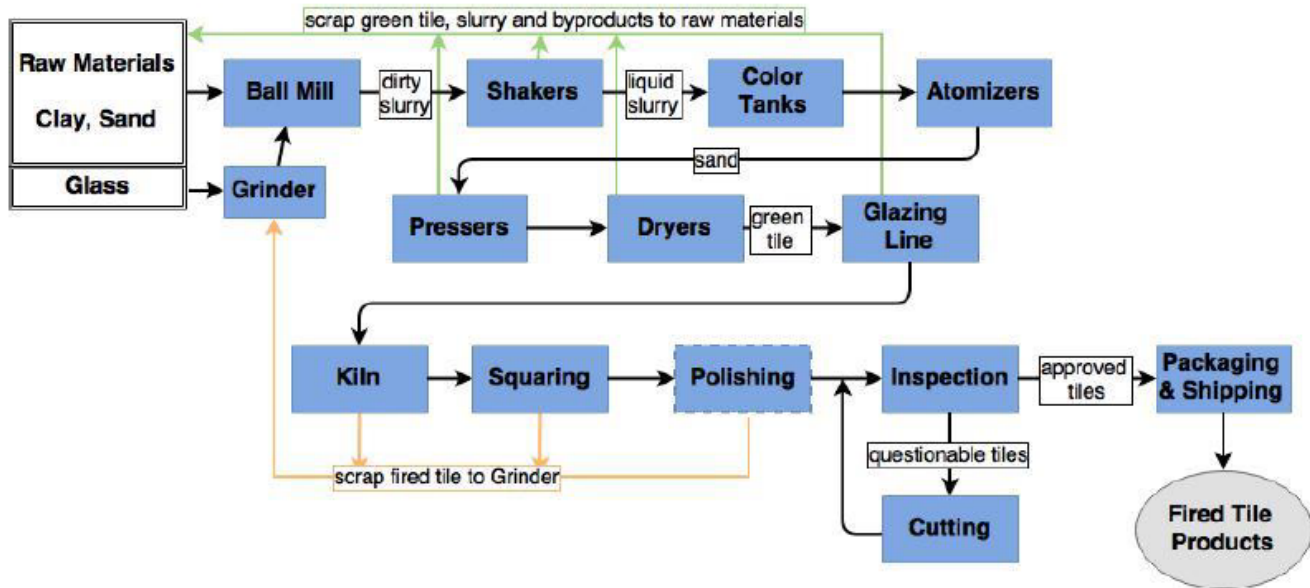 scrap green tile, slurry and byproducts to raw materials
Raw Materials
Clay, Sand
Ball Mill
dirty
slurry
Shakers
liquid
slurry
Color
Tanks
Atomizers
Glass
Grinder
sand
Pressers
Dryers
green
tile
Glazing
Line
Kiln
Squaring
Polishing
Inspection
approved
tiles
Packaging
& Shipping
scrap fired tile to Grinder
questionable tiles
Cutting
Fired Tile
Products